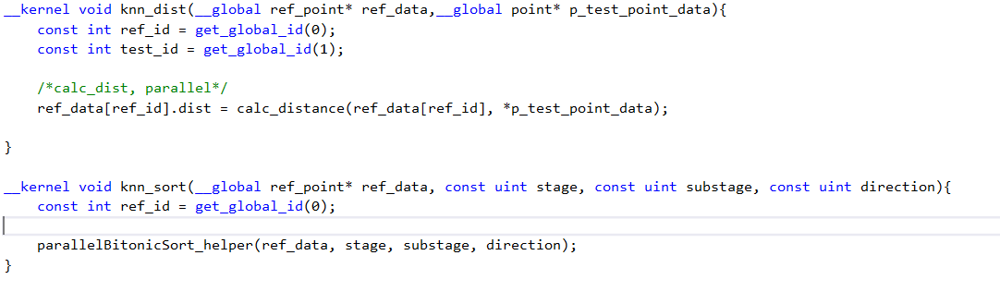 __kernel void knn_dist(__global ref_point* ref_data,__global point* p_test_point_data){
    const int ref_id = get_global_id(0);
    const int test_id = get_global_id(1);
    /*calc_dist, parallel*/
    ref_data[ref_id].dist = calc_distance(ref_data[ref_id], *p_test_point_data);
}
__kernel void knn_sort(__global ref_point* ref_data, const uint stage, const uint substage, const uint direction){
    const int ref_id = get_global_id(0);
    parallelBitonicSort_helper(ref_data, stage, substage, direction);
}